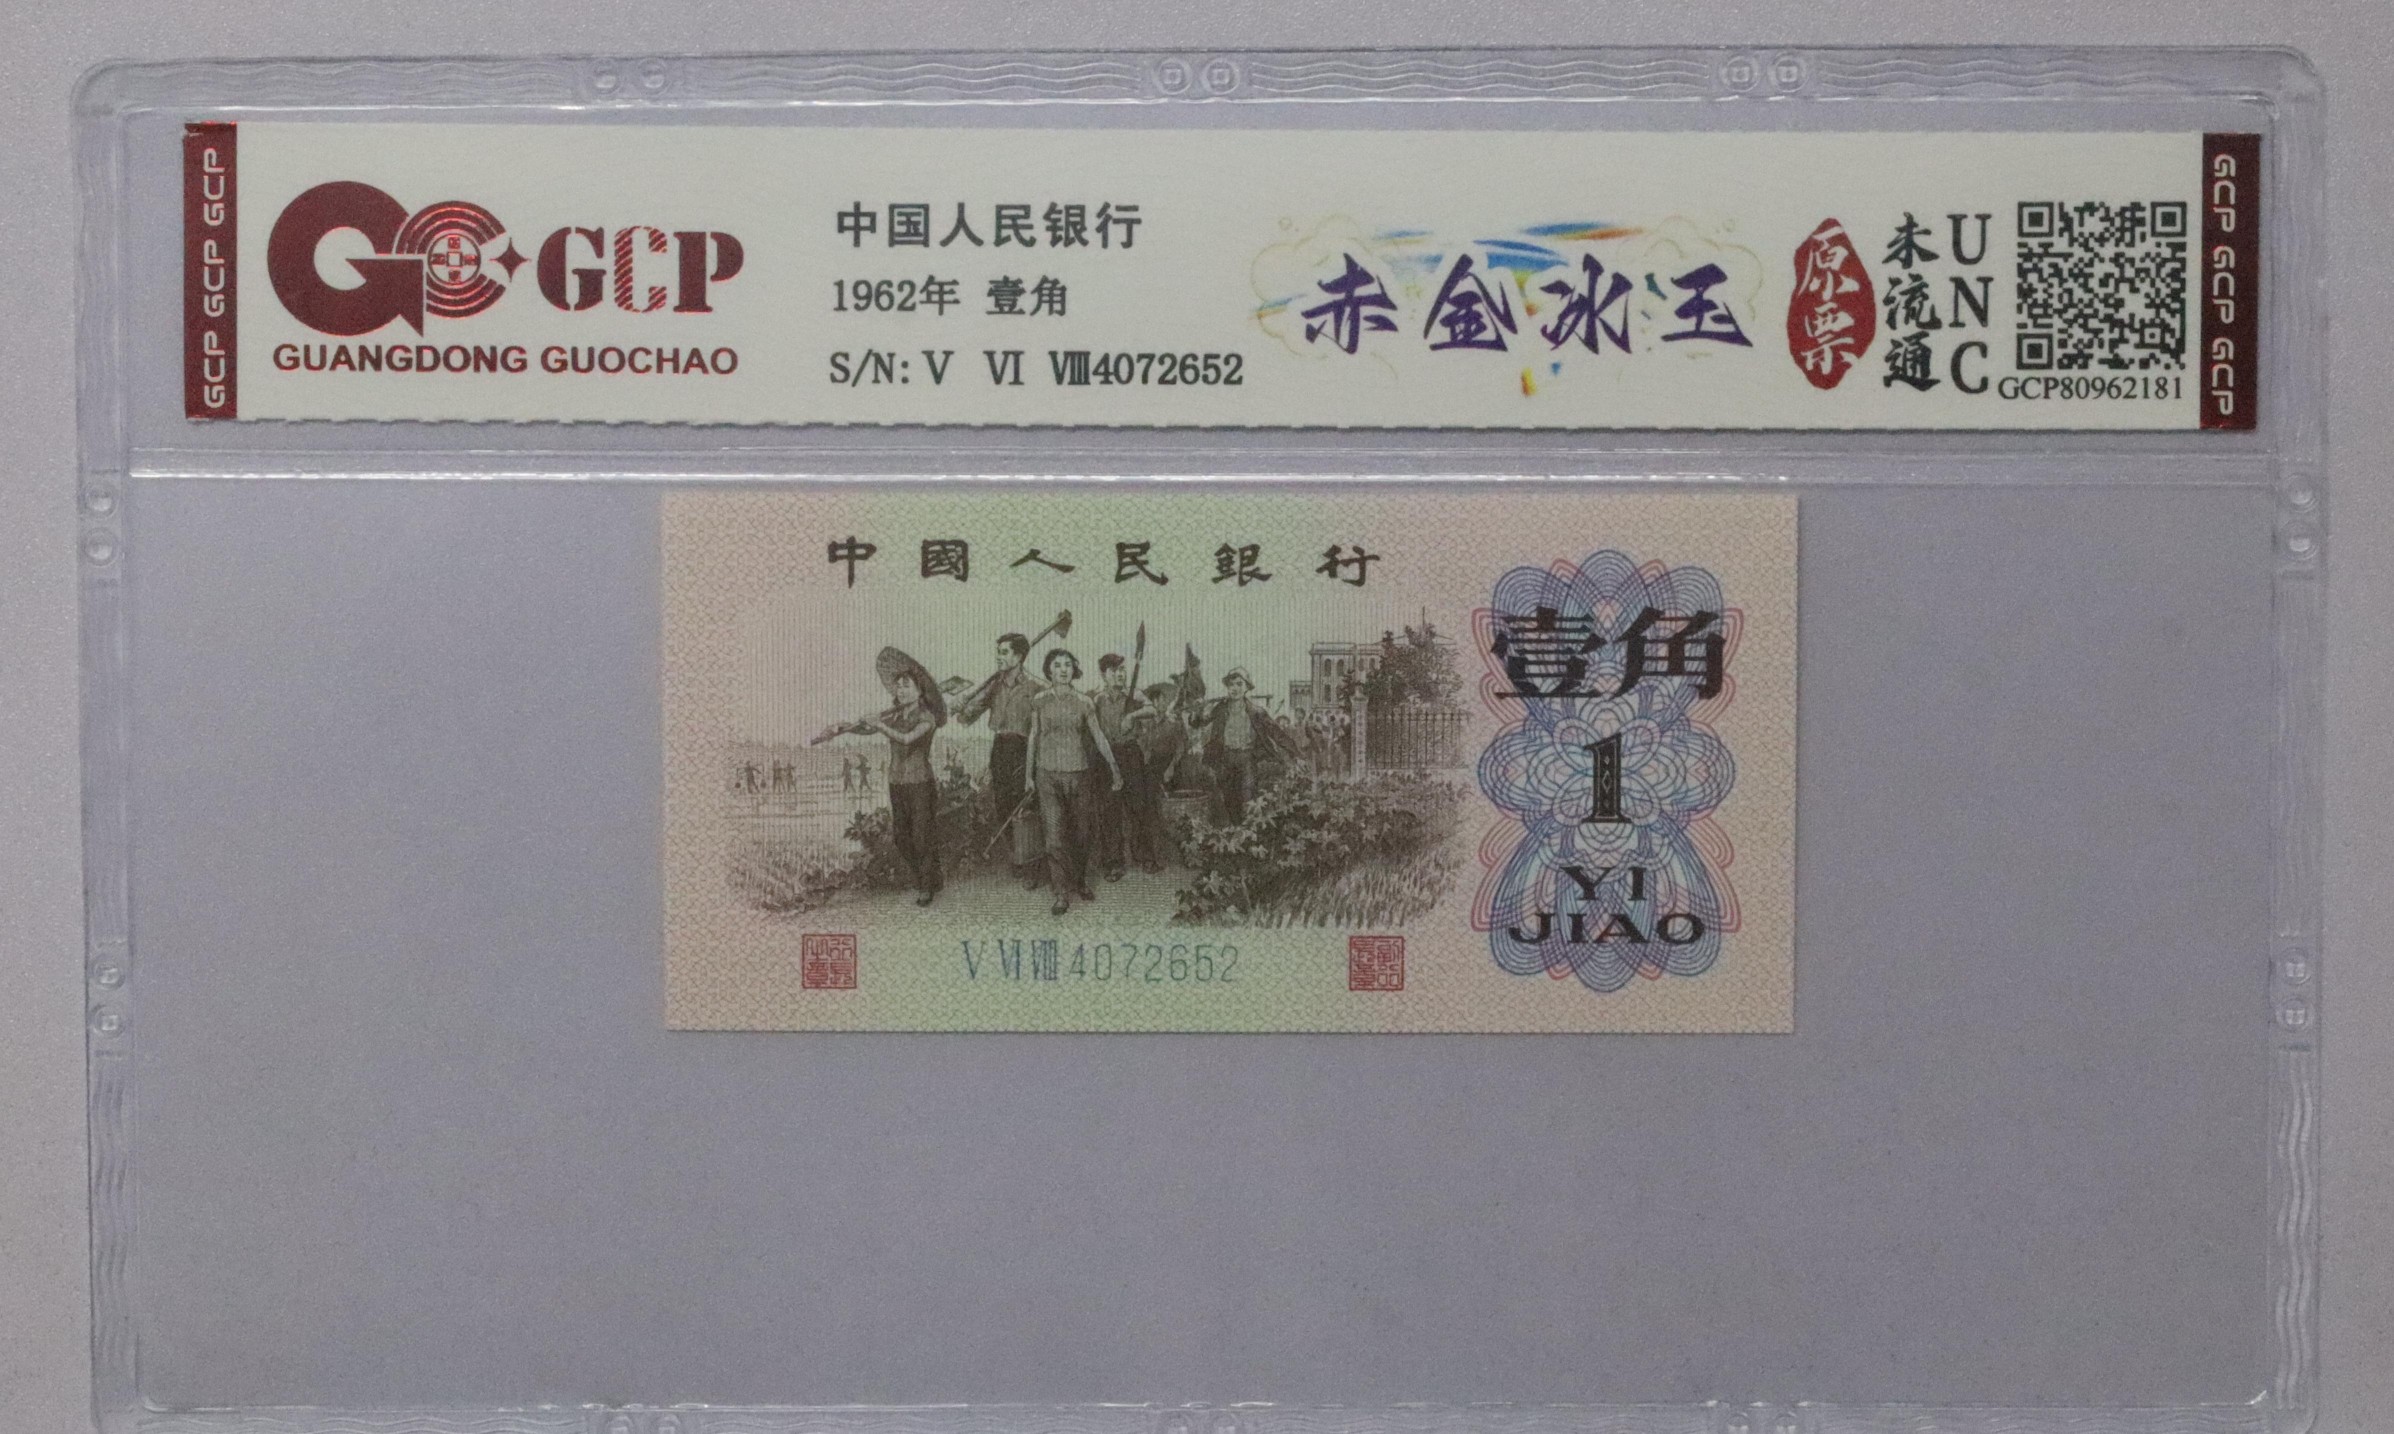 GCP GCP GCP
GCP
GUANGDONG GUOCHAO
中国人民银行
1962年 壹角
S/N: Ⅴ Ⅵ Ⅷ4072652
赤金冰玉
原票
未流通
UNC
GCP80962181
GCP GCP GCP
中國人民銀行
壹角
1
YI
JIAO
Ⅴ Ⅵ Ⅷ 4072652